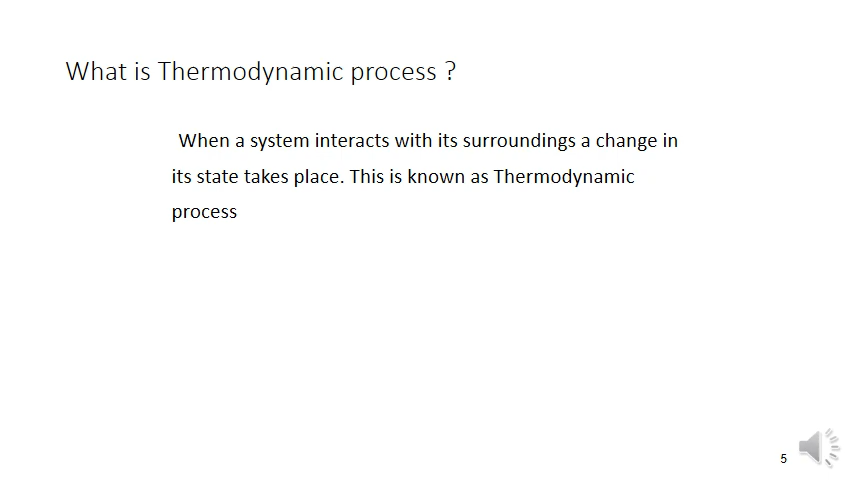 What is Thermodynamic process ?
When a system interacts with its surroundings a change in
its state takes place. This is known as Thermodynamic
process
5